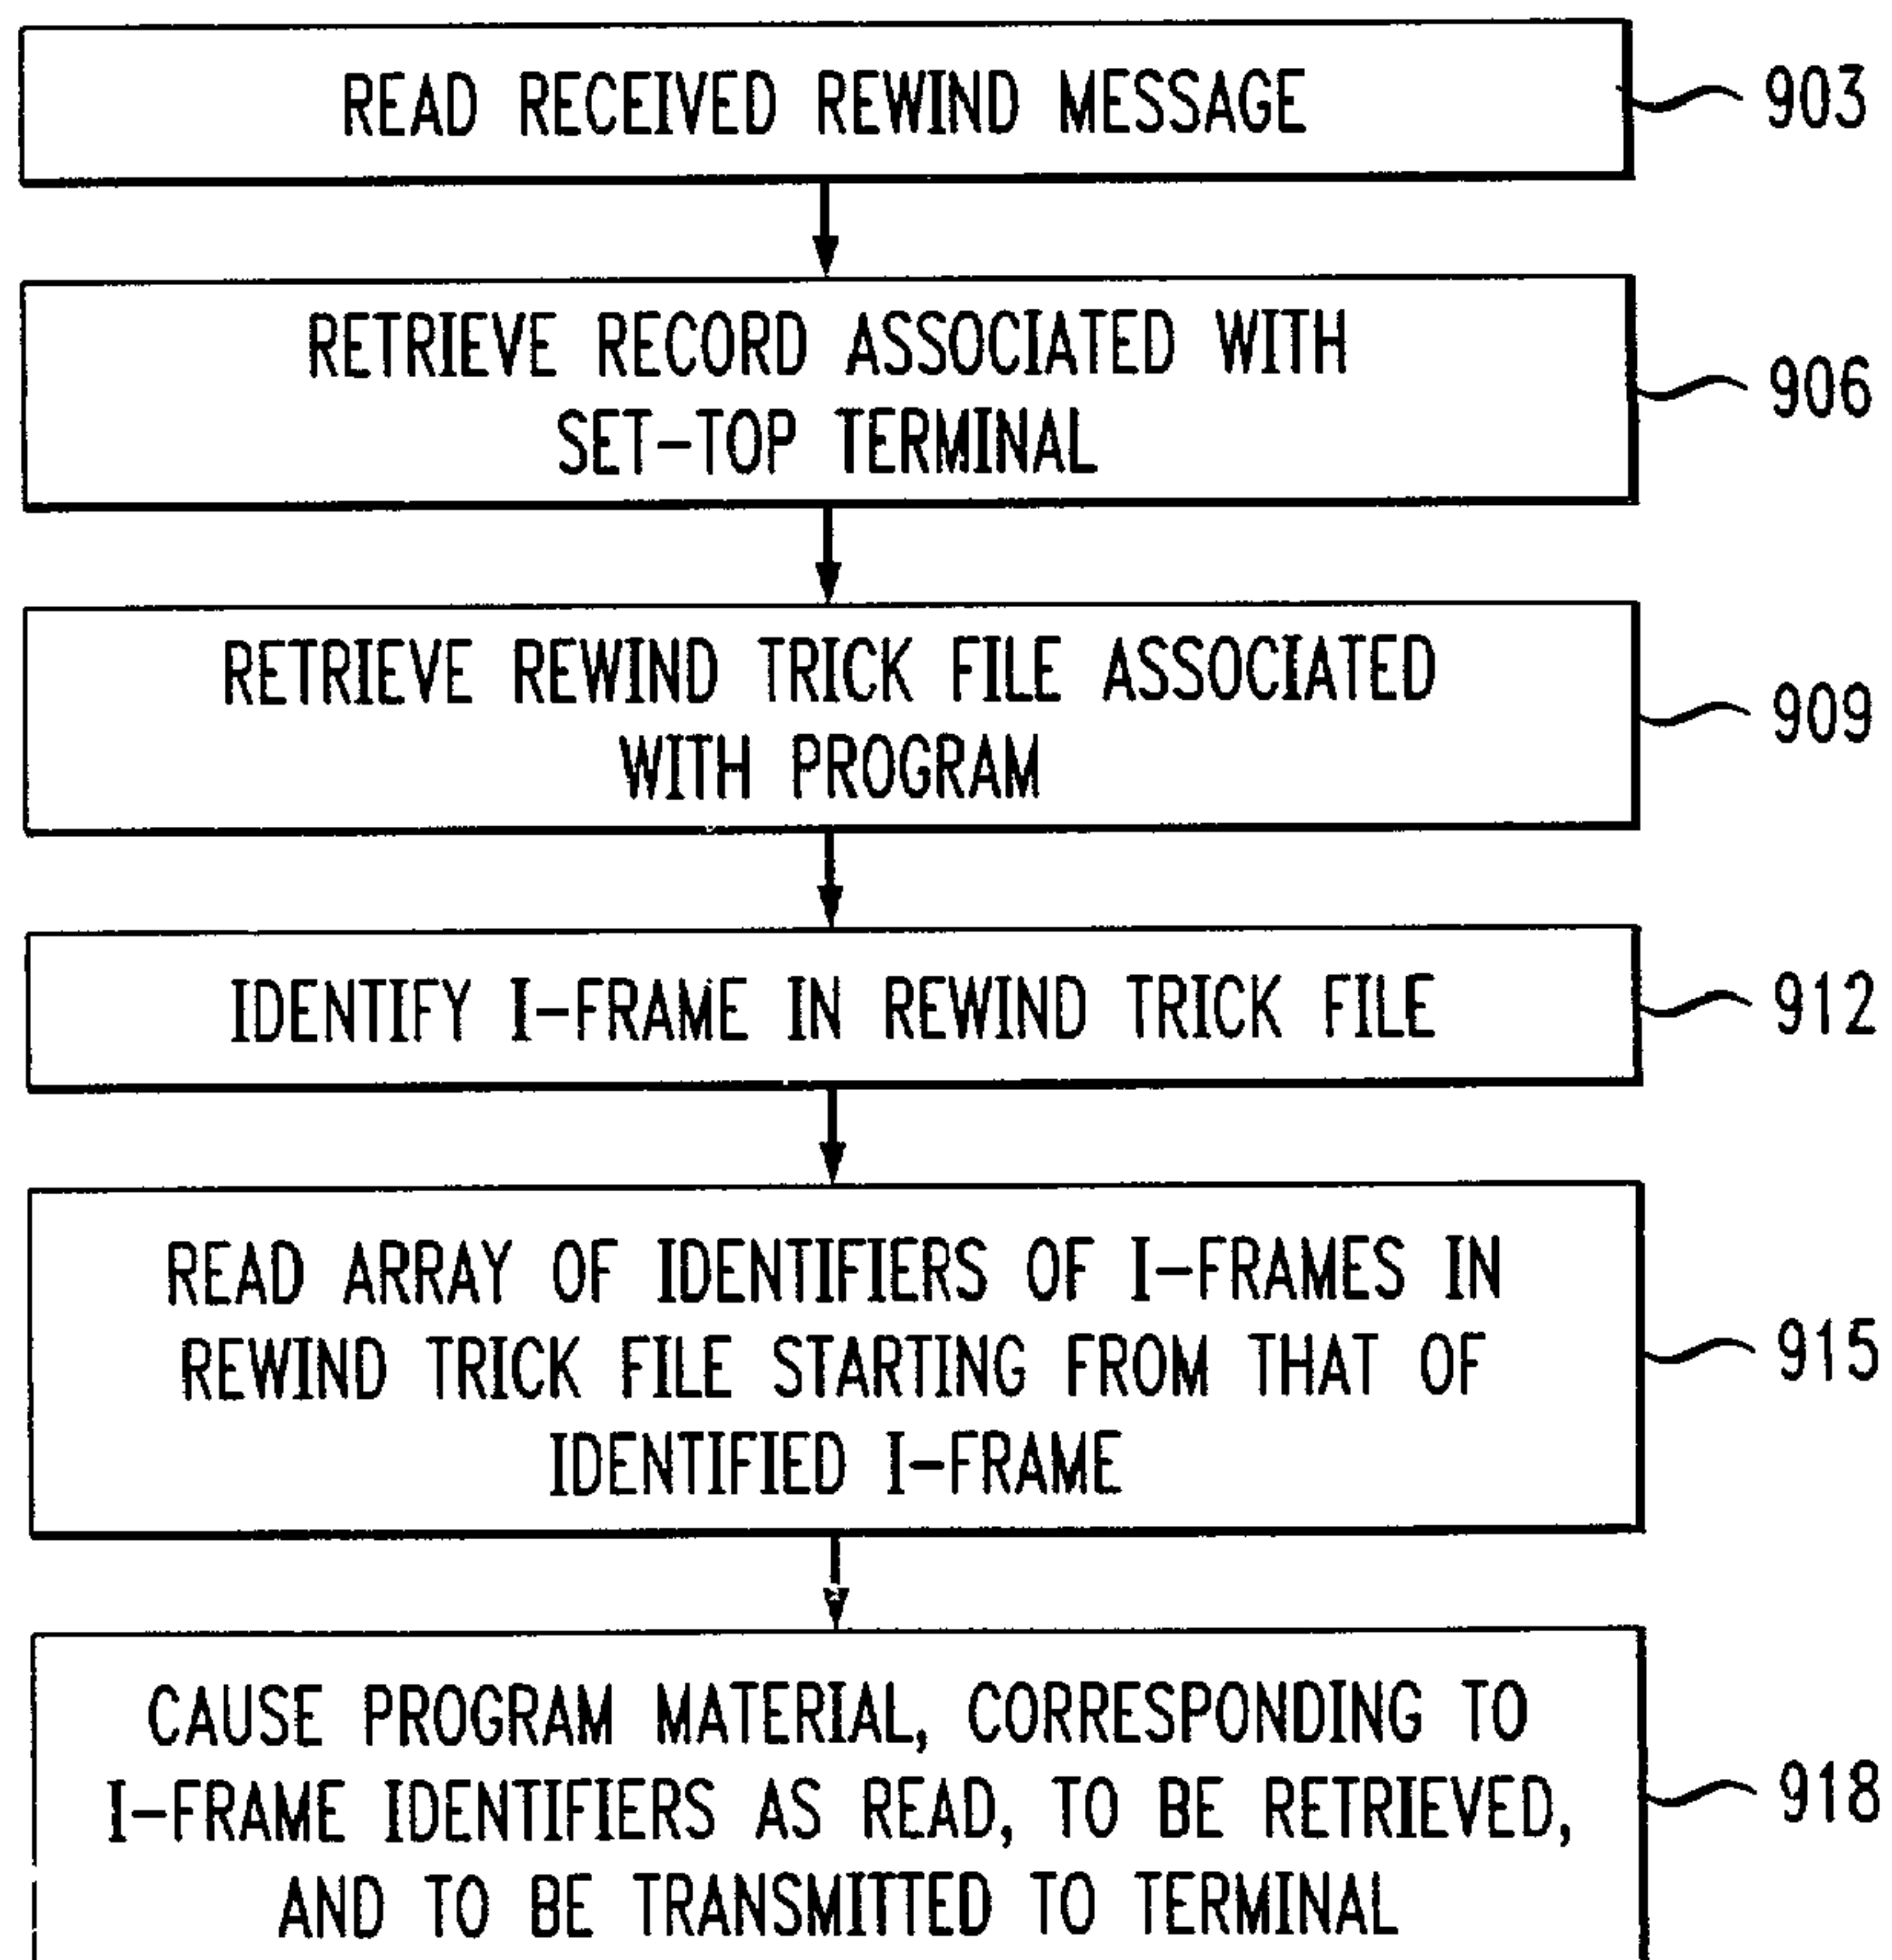 READ RECEIVED REWIND MESSAGE
903
RETRIEVE RECORD ASSOCIATED WITH
SET-TOP TERMINAL
906
RETRIEVE REWIND TRICK FILE ASSOCIATED
WITH PROGRAM
909
IDENTIFY I-FRAME IN REWIND TRICK FILE
912
READ ARRAY OF IDENTIFIERS OF I-FRAMES IN
REWIND TRICK FILE STARTING FROM THAT OF
IDENTIFIED I-FRAME
915
CAUSE PROGRAM MATERIAL, CORRESPONDING TO
I-FRAME IDENTIFIERS AS READ, TO BE RETRIEVED,
AND TO BE TRANSMITTED TO TERMINAL
918